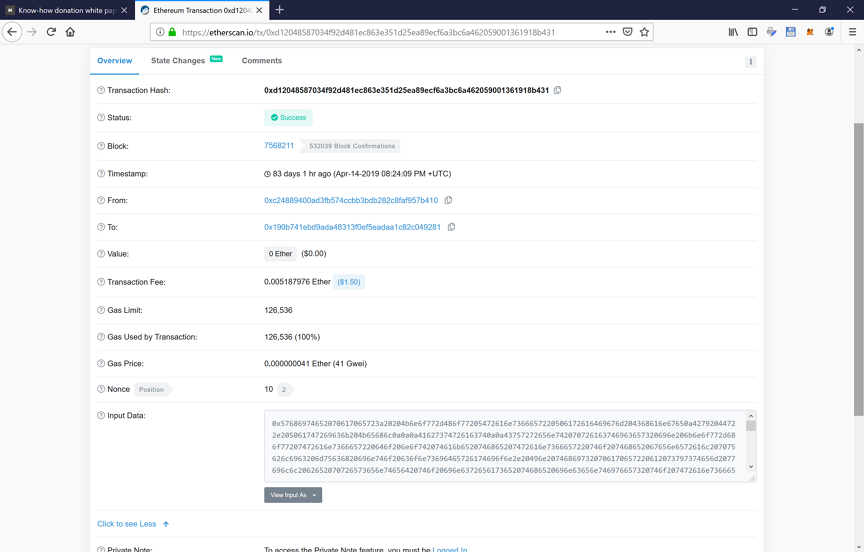 Know-how donation white pap
Ethereum Transaction 0xd1204
https://etherscan.io/tx/0xd12048587034f92d481ec863e351d25ea89ecf6a3bc6a462059001361918b431
Overview State Changes New Comments
Transaction Hash: 0xd12048587034f92d481ec863e351d25ea89ecf6a3bc6a462059001361918b431
Status: Success
Block: 7568211 532039 Block Confirmations
Timestamp: 83 days 1 hr ago (Apr-14-2019 08:24:09 PM +UTC)
From: 0xc24889400ad3fb574ccbb3bdb282c8faf957b410
To: 0x190b741ebd9ada48313f0ef5eadaa1c82c049281
Value: 0 Ether ($0.00)
Transaction Fee: 0.005187976 Ether ($1.50)
Gas Limit: 126,536
Gas Used by Transaction: 126,536 (100%)
Gas Price: 0.000000041 Ether (41 Gwei)
Nonce Position 10 2
Input Data:
0x57686974652070617065723a20204b6e6f772d486f77205472616e7366657220506172616469676d204368616e67650a4279204472
2e205061747269636b204b65686c0a0a0a41627374726163740a0a43757272656e742070726163746963657320696e206b6e6f772d68
6f77207472616e7366657220646f206e6f742074616b6520746865207472616e7366657220746f207468652067656e6572616c207075
626c6963206d75636820696e746f20636f6e73696465726174696f6e2e20496e207468697320706170657220612073797374656d2077
696c6c2062652070726573656e74656420746f20696e6372656173652074686520696e63656e746976657320746f207472616e736665
View Input As
Click to see Less
Private Note: To access the Private Note feature, you must be Logged In